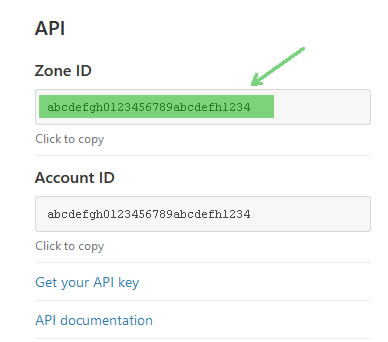 API
Zone ID
abcdefgh0123456789abcdefh1234
Click to copy
Account ID
abcdefgh0123456789abcdefh1234
Click to copy
Get your API key
API documentation